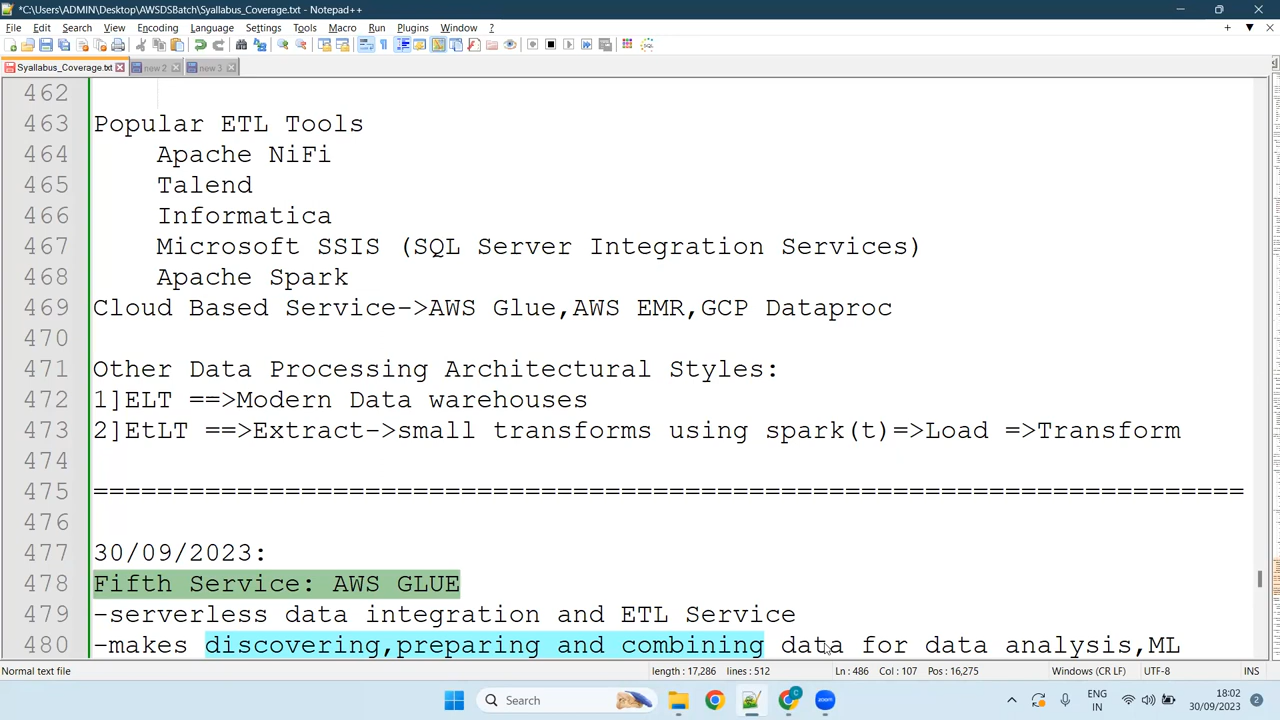 *C:\Users\ADMIN\Desktop\AWSDSBatch\Syallabus_Coverage.txt - Notepad++
File Edit Search View Encoding Language Settings Tools Macro Run Plugins Window ?
Syallabus_Coverage.txt new 2 new 3
462
463 Popular ETL Tools
464 Apache NiFi
465 Talend
466 Informatica
467 Microsoft SSIS (SQL Server Integration Services)
468 Apache Spark
469 Cloud Based Service->AWS Glue,AWS EMR,GCP Dataproc
470
471 Other Data Processing Architectural Styles:
472 1]ELT ==>Modern Data warehouses
473 2]EtLT ==>Extract->small transforms using spark(t)=>Load =>Transform
474
475 ========================================================================
476
477 30/09/2023:
478 Fifth Service: AWS GLUE
479 -serverless data integration and ETL Service
480 -makes discovering,preparing and combining data for data analysis,ML
Normal text file length : 17,286 lines : 512 Ln : 486 Col : 107 Pos : 16,275 Windows (CR LF) UTF-8 INS
Search zoom ENG IN 18:02 30/09/2023 2